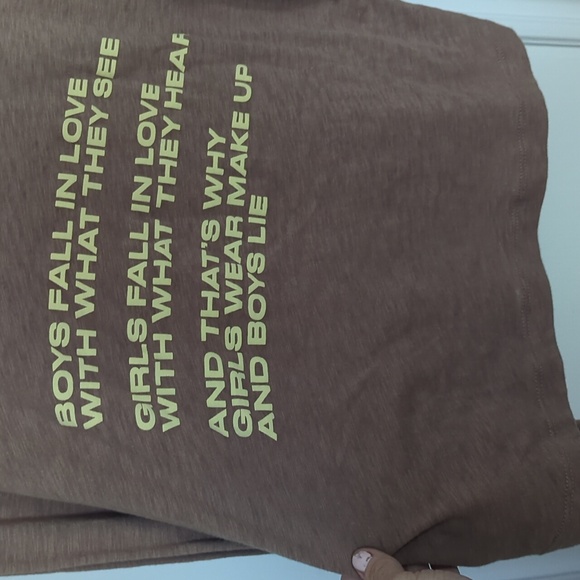 BOYS FALL IN LOVE
WITH WHAT THEY SEE
GIRLS FALL IN LOVE
WITH WHAT THEY HEAR
AND THAT'S WHY
GIRLS WEAR MAKE UP
AND BOYS LIE